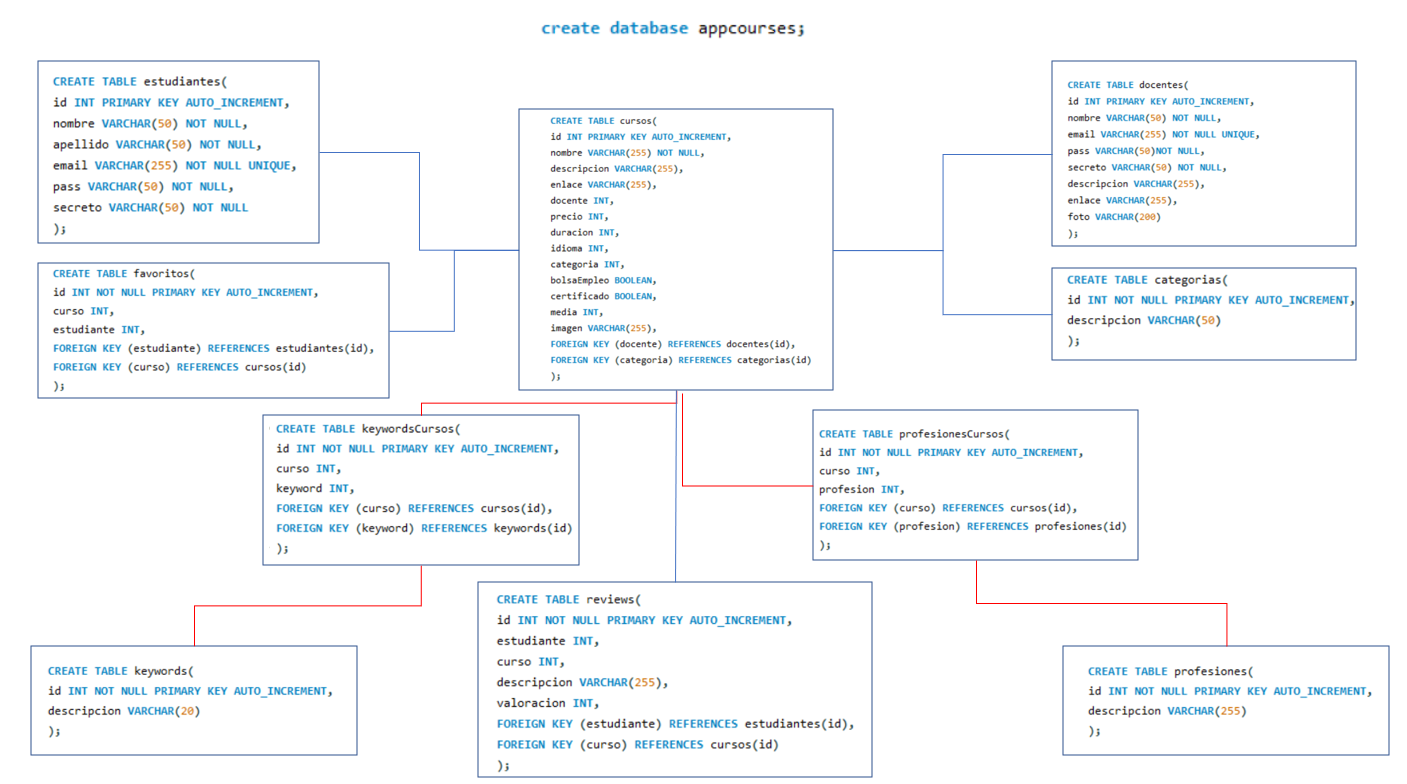 create database appcourses;
CREATE TABLE estudiantes(
id INT PRIMARY KEY AUTO_INCREMENT,
nombre VARCHAR(50) NOT NULL,
apellido VARCHAR(50) NOT NULL,
email VARCHAR(255) NOT NULL UNIQUE,
pass VARCHAR(50) NOT NULL,
secreto VARCHAR(50) NOT NULL
);
CREATE TABLE favoritos(
id INT NOT NULL PRIMARY KEY AUTO_INCREMENT,
curso INT,
estudiante INT,
FOREIGN KEY (estudiante) REFERENCES estudiantes(id),
FOREIGN KEY (curso) REFERENCES cursos(id)
);
CREATE TABLE cursos(
id INT PRIMARY KEY AUTO_INCREMENT,
nombre VARCHAR(255) NOT NULL,
descripcion VARCHAR(255),
enlace VARCHAR(255),
docente INT,
precio INT,
duracion INT,
idioma INT,
categoria INT,
bolsaEmpleo BOOLEAN,
certificado BOOLEAN,
media INT,
imagen VARCHAR(255),
FOREIGN KEY (docente) REFERENCES docentes(id),
FOREIGN KEY (categoria) REFERENCES categorias(id)
);
CREATE TABLE docentes(
id INT PRIMARY KEY AUTO_INCREMENT,
nombre VARCHAR(50) NOT NULL,
email VARCHAR(255) NOT NULL UNIQUE,
pass VARCHAR(50)NOT NULL,
secreto VARCHAR(50) NOT NULL,
descripcion VARCHAR(255),
enlace VARCHAR(255),
foto VARCHAR(200)
);
CREATE TABLE categorias(
id INT NOT NULL PRIMARY KEY AUTO_INCREMENT,
descripcion VARCHAR(50)
);
CREATE TABLE keywordsCursos(
id INT NOT NULL PRIMARY KEY AUTO_INCREMENT,
curso INT,
keyword INT,
FOREIGN KEY (curso) REFERENCES cursos(id),
FOREIGN KEY (keyword) REFERENCES keywords(id)
);
CREATE TABLE profesionesCursos(
id INT NOT NULL PRIMARY KEY AUTO_INCREMENT,
curso INT,
profesion INT,
FOREIGN KEY (curso) REFERENCES cursos(id),
FOREIGN KEY (profesion) REFERENCES profesiones(id)
);
CREATE TABLE keywords(
id INT NOT NULL PRIMARY KEY AUTO_INCREMENT,
descripcion VARCHAR(20)
);
CREATE TABLE reviews(
id INT NOT NULL PRIMARY KEY AUTO_INCREMENT,
estudiante INT,
curso INT,
descripcion VARCHAR(255),
valoracion INT,
FOREIGN KEY (estudiante) REFERENCES estudiantes(id),
FOREIGN KEY (curso) REFERENCES cursos(id)
);
CREATE TABLE profesiones(
id INT NOT NULL PRIMARY KEY AUTO_INCREMENT,
descripcion VARCHAR(255)
);